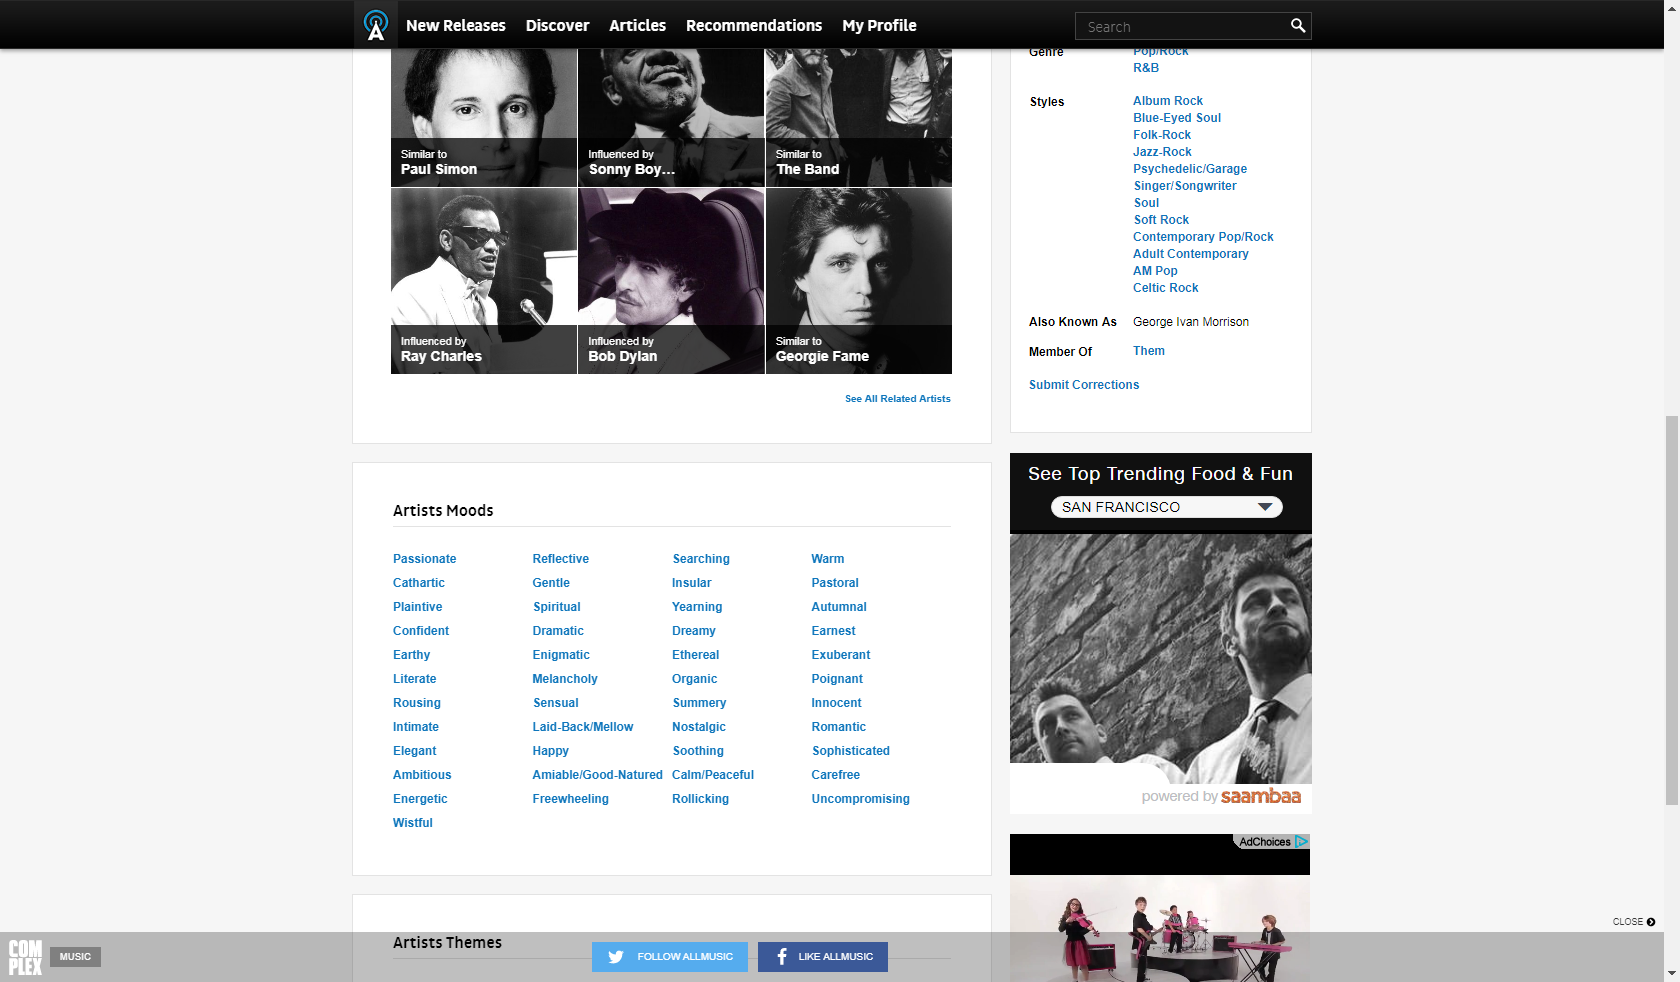 New Releases Discover Articles Recommendations My Profile Search
Similar to
Paul Simon
Influenced by
Sonny Boy...
Similar to
The Band
Influenced by
Ray Charles
Influenced by
Bob Dylan
Similar to
Georgie Fame
See All Related Artists
Genre Pop/Rock
R&B
Styles Album Rock
Blue-Eyed Soul
Folk-Rock
Jazz-Rock
Psychedelic/Garage
Singer/Songwriter
Soul
Soft Rock
Contemporary Pop/Rock
Adult Contemporary
AM Pop
Celtic Rock
Also Known As George Ivan Morrison
Member Of Them
Submit Corrections
Artists Moods
Passionate Reflective Searching Warm
Cathartic Gentle Insular Pastoral
Plaintive Spiritual Yearning Autumnal
Confident Dramatic Dreamy Earnest
Earthy Enigmatic Ethereal Exuberant
Literate Melancholy Organic Poignant
Rousing Sensual Summery Innocent
Intimate Laid-Back/Mellow Nostalgic Romantic
Elegant Happy Soothing Sophisticated
Ambitious Amiable/Good-Natured Calm/Peaceful Carefree
Energetic Freewheeling Rollicking Uncompromising
Wistful
See Top Trending Food & Fun
SAN FRANCISCO
powered by saambaa
AdChoices
Artists Themes
CLOSE
COM
PLEX
MUSIC
FOLLOW ALLMUSIC
LIKE ALLMUSIC